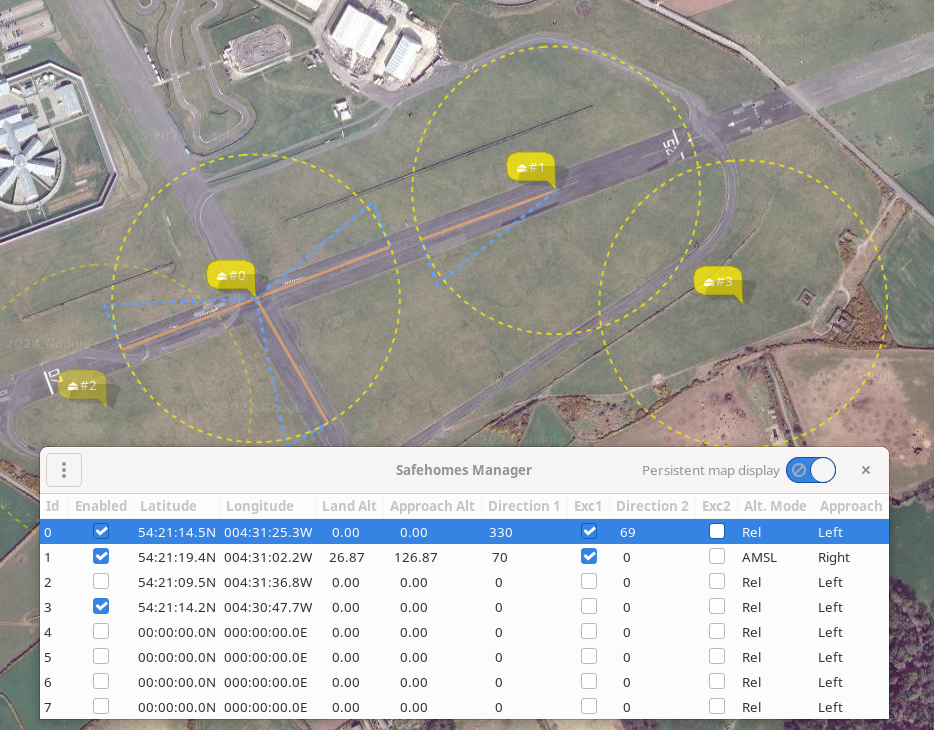 2024 Google
15
⏏#1
⏏#0
⏏#3
2024 Google
⏏#2
Safehomes Manager
Persistent map display
Id Enabled Latitude Longitude Land Alt Approach Alt Direction 1 Exc1 Direction 2 Exc2 Alt. Mode Approach
0 54:21:14.5N 004:31:25.3W 0.00 0.00 330 69 Rel Left
1 54:21:19.4N 004:31:02.2W 26.87 126.87 70 0 AMSL Right
2 54:21:09.5N 004:31:36.8W 0.00 0.00 0 0 Rel Left
3 54:21:14.2N 004:30:47.7W 0.00 0.00 0 0 Rel Left
4 00:00:00.0N 000:00:00.0E 0.00 0.00 0 0 Rel Left
5 00:00:00.0N 000:00:00.0E 0.00 0.00 0 0 Rel Left
6 00:00:00.0N 000:00:00.0E 0.00 0.00 0 0 Rel Left
7 00:00:00.0N 000:00:00.0E 0.00 0.00 0 0 Rel Left